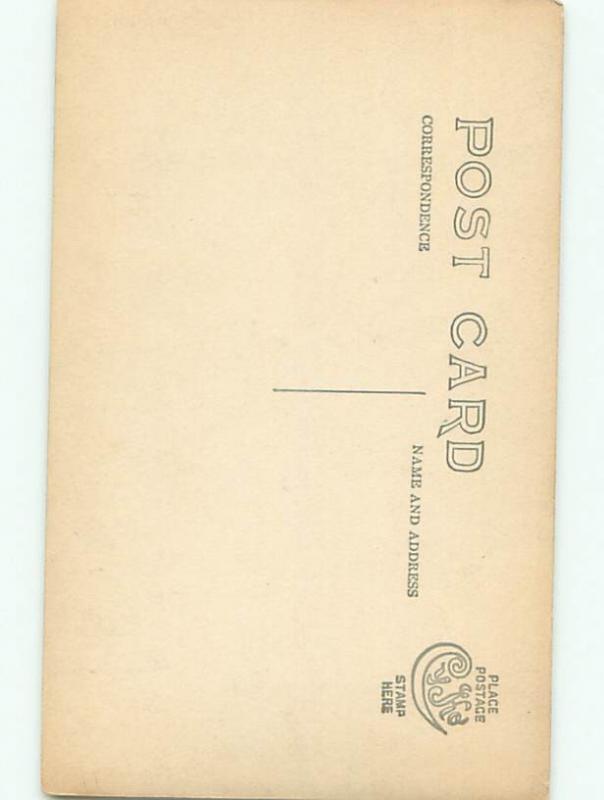 POST CARD
CORRESPONDENCE
NAME AND ADDRESS
PLACE
POSTAGE
STAMP
HERE